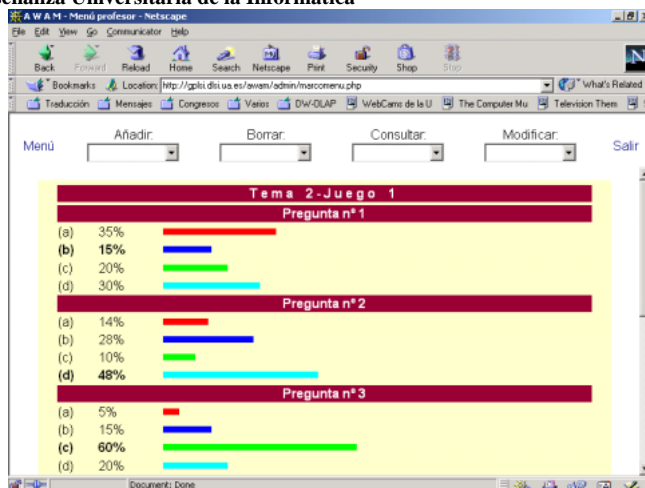 señanza Universitaria de la Informática
A W A M - Menú profesor - Netscape
File Edit View Go Communicator Help
Back Forward Reload Home Search Netscape Print Security Shop Stop
Bookmarks Location: http://gplsi.dlsi.ua.es/awam/admin/marcomenu.php What's Related
Traducción Mensajes Congresos Varios DW-OLAP WebCams de la U The Computer Mu Television Them
Menú Añadir: Borrar: Consultar: Modificar: Salir
Tema 2-Juego 1
Pregunta nº 1
(a) 35%
(b) 15%
(c) 20%
(d) 30%
Pregunta nº 2
(a) 14%
(b) 28%
(c) 10%
(d) 48%
Pregunta nº 3
(a) 5%
(b) 15%
(c) 60%
(d) 20%
Document: Done